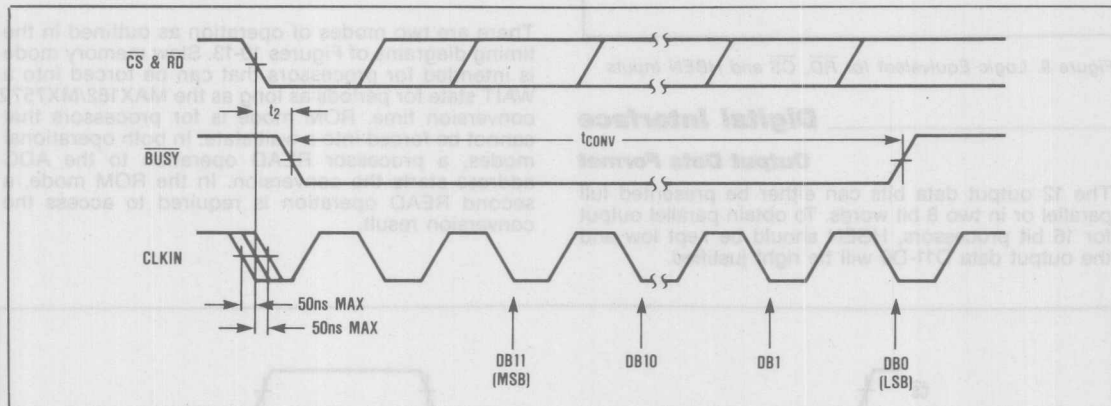 There are two modes of operation as outlined in the
timing diagrams of Figures 13. Slow memory mode
is intended for processors that can be forced into a
WAIT state for periods as long as the MAX162/MX7572
conversion time. ROM mode is for processors that
cannot be forced into a wait state. In both operational
modes, a processor READ operation to the ADC
address starts the conversion. In the ROM mode, a
second READ operation is required to access the
conversion result.
Logic Equivalent for RD, CS and HBEN Inputs
Digital Interface
Output Data Format
The 12 output data bits can either be presented full
parallel or in two 8 bit words. To obtain parallel output
for 16 bit processors, HBEN should be kept low and
the output data D11-D0 will be right justified.
C̅S̅ & R̅D̅
t2
BUSY
tCONV
CLKIN
50ns MAX
50ns MAX
DB11
(MSB)
DB10
DB1
DB0
(LSB)